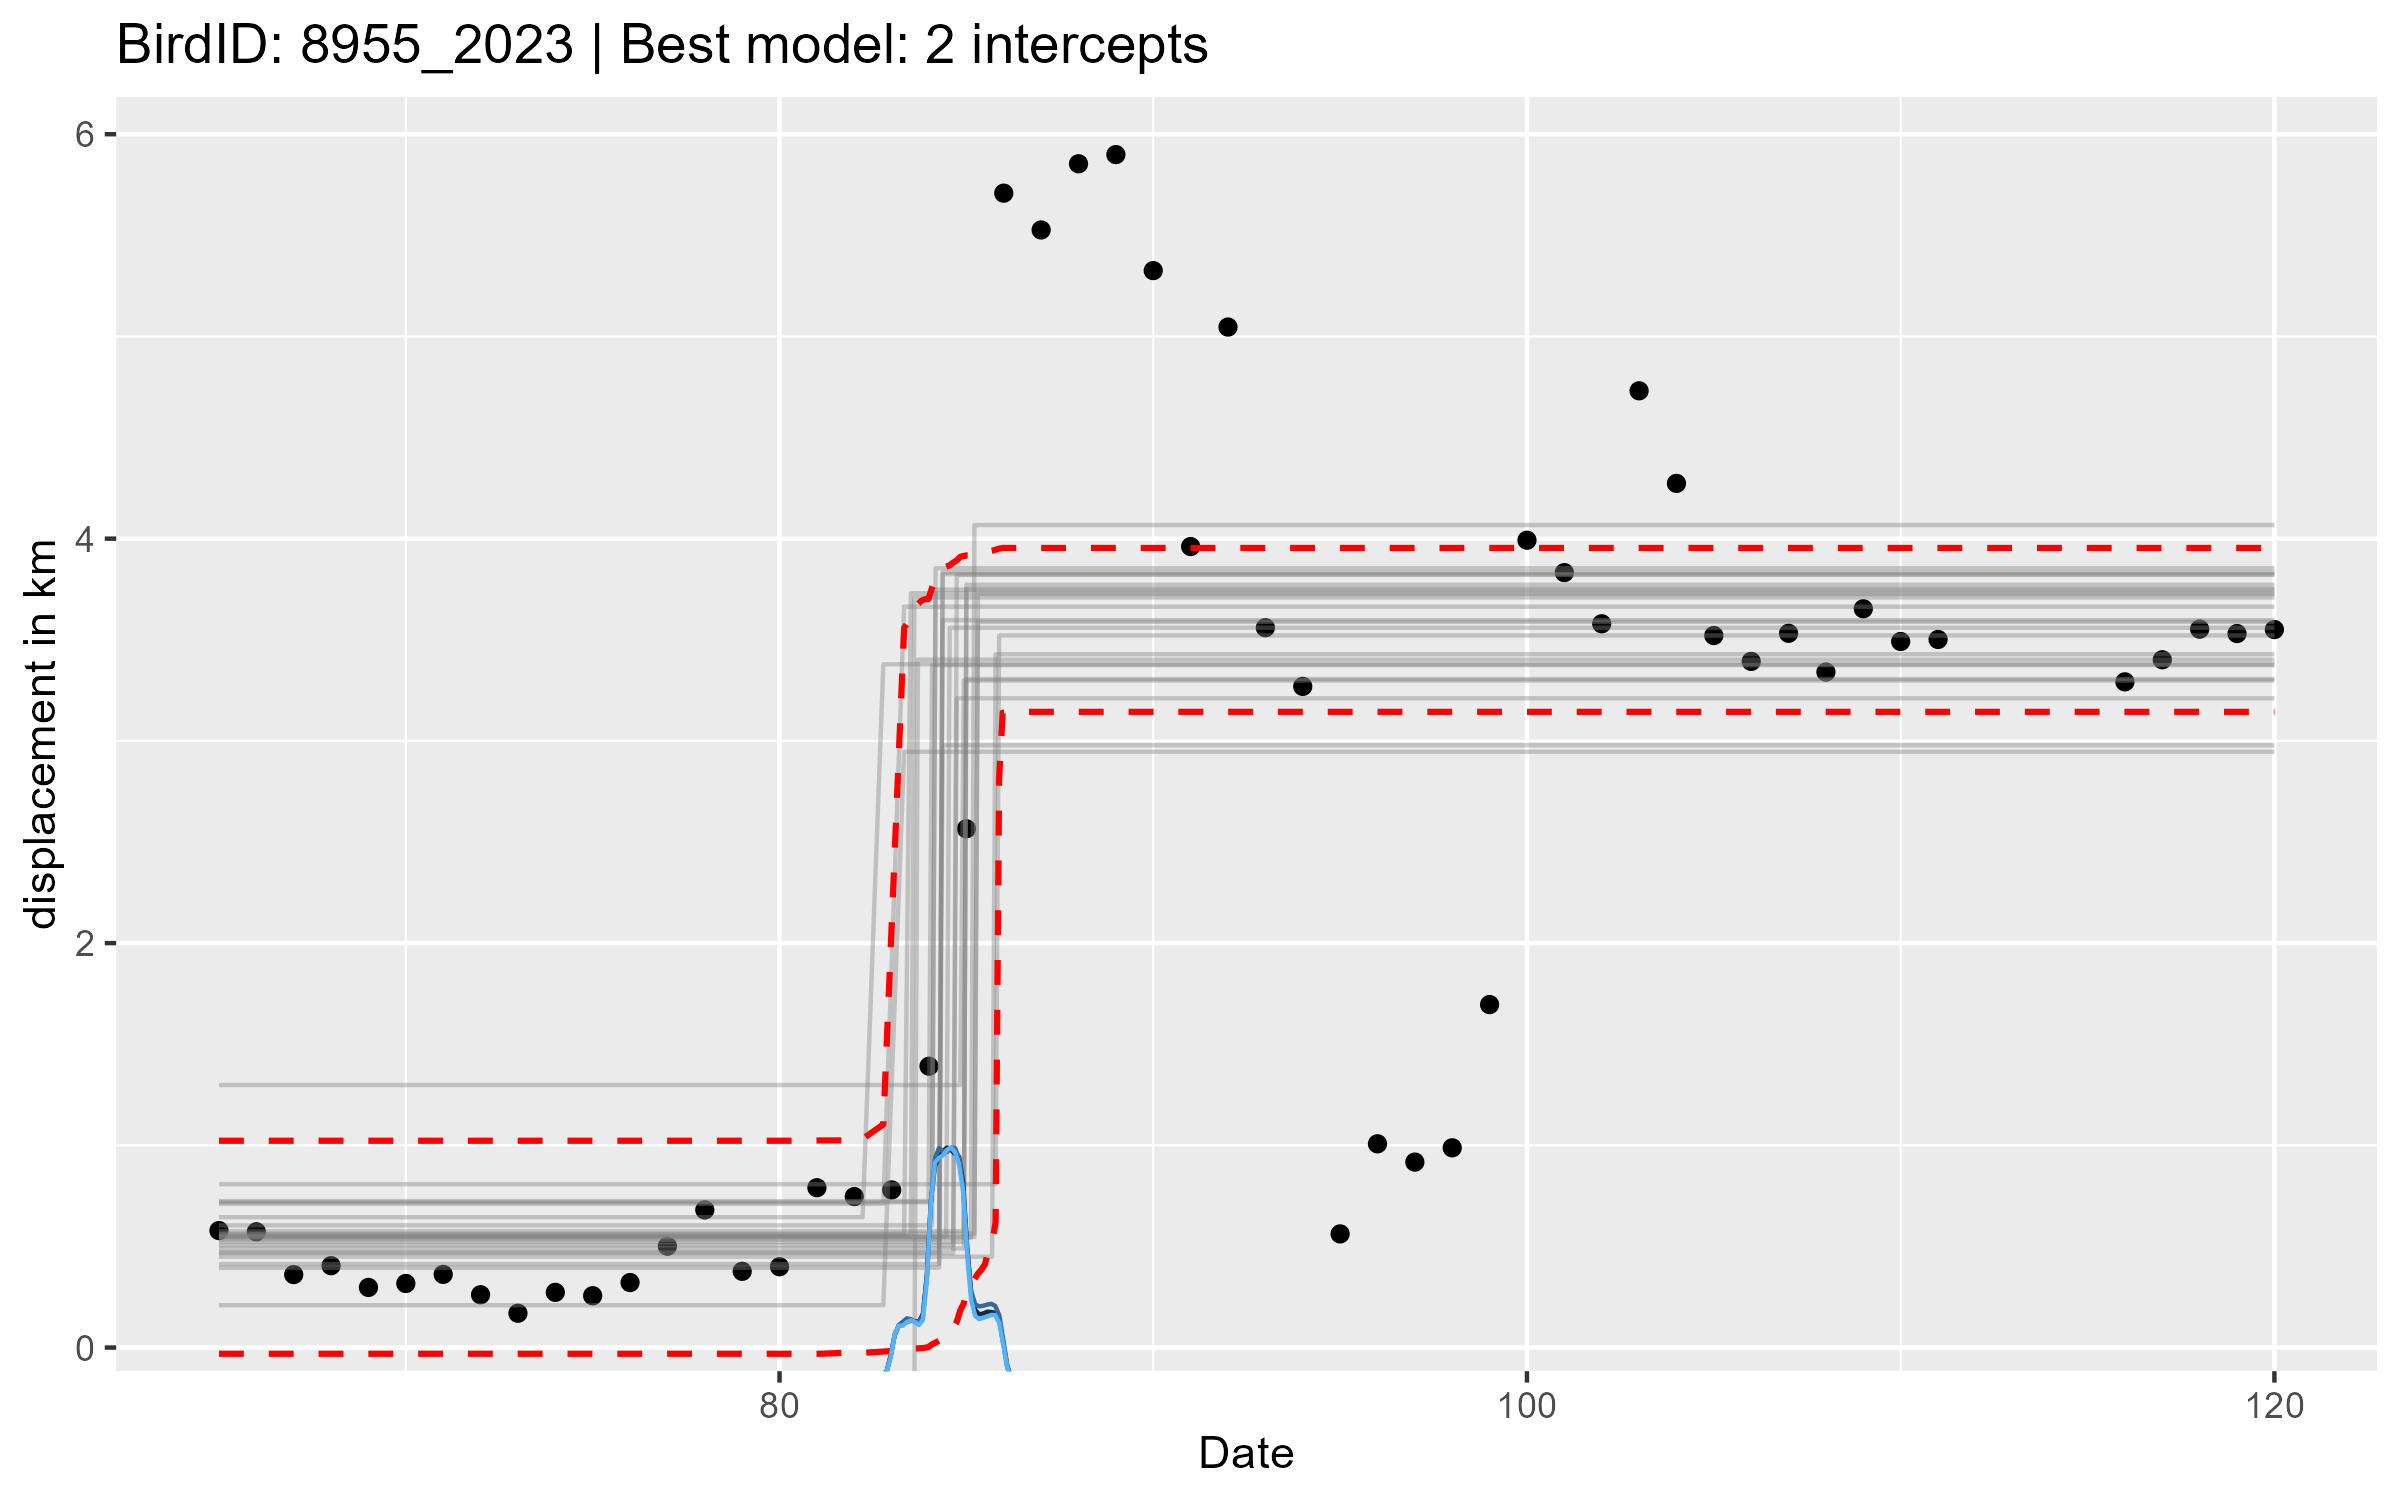 BirdID: 8955_2023 | Best model: 2 intercepts
6
4
2
0
displacement in km
80
100
120
Date